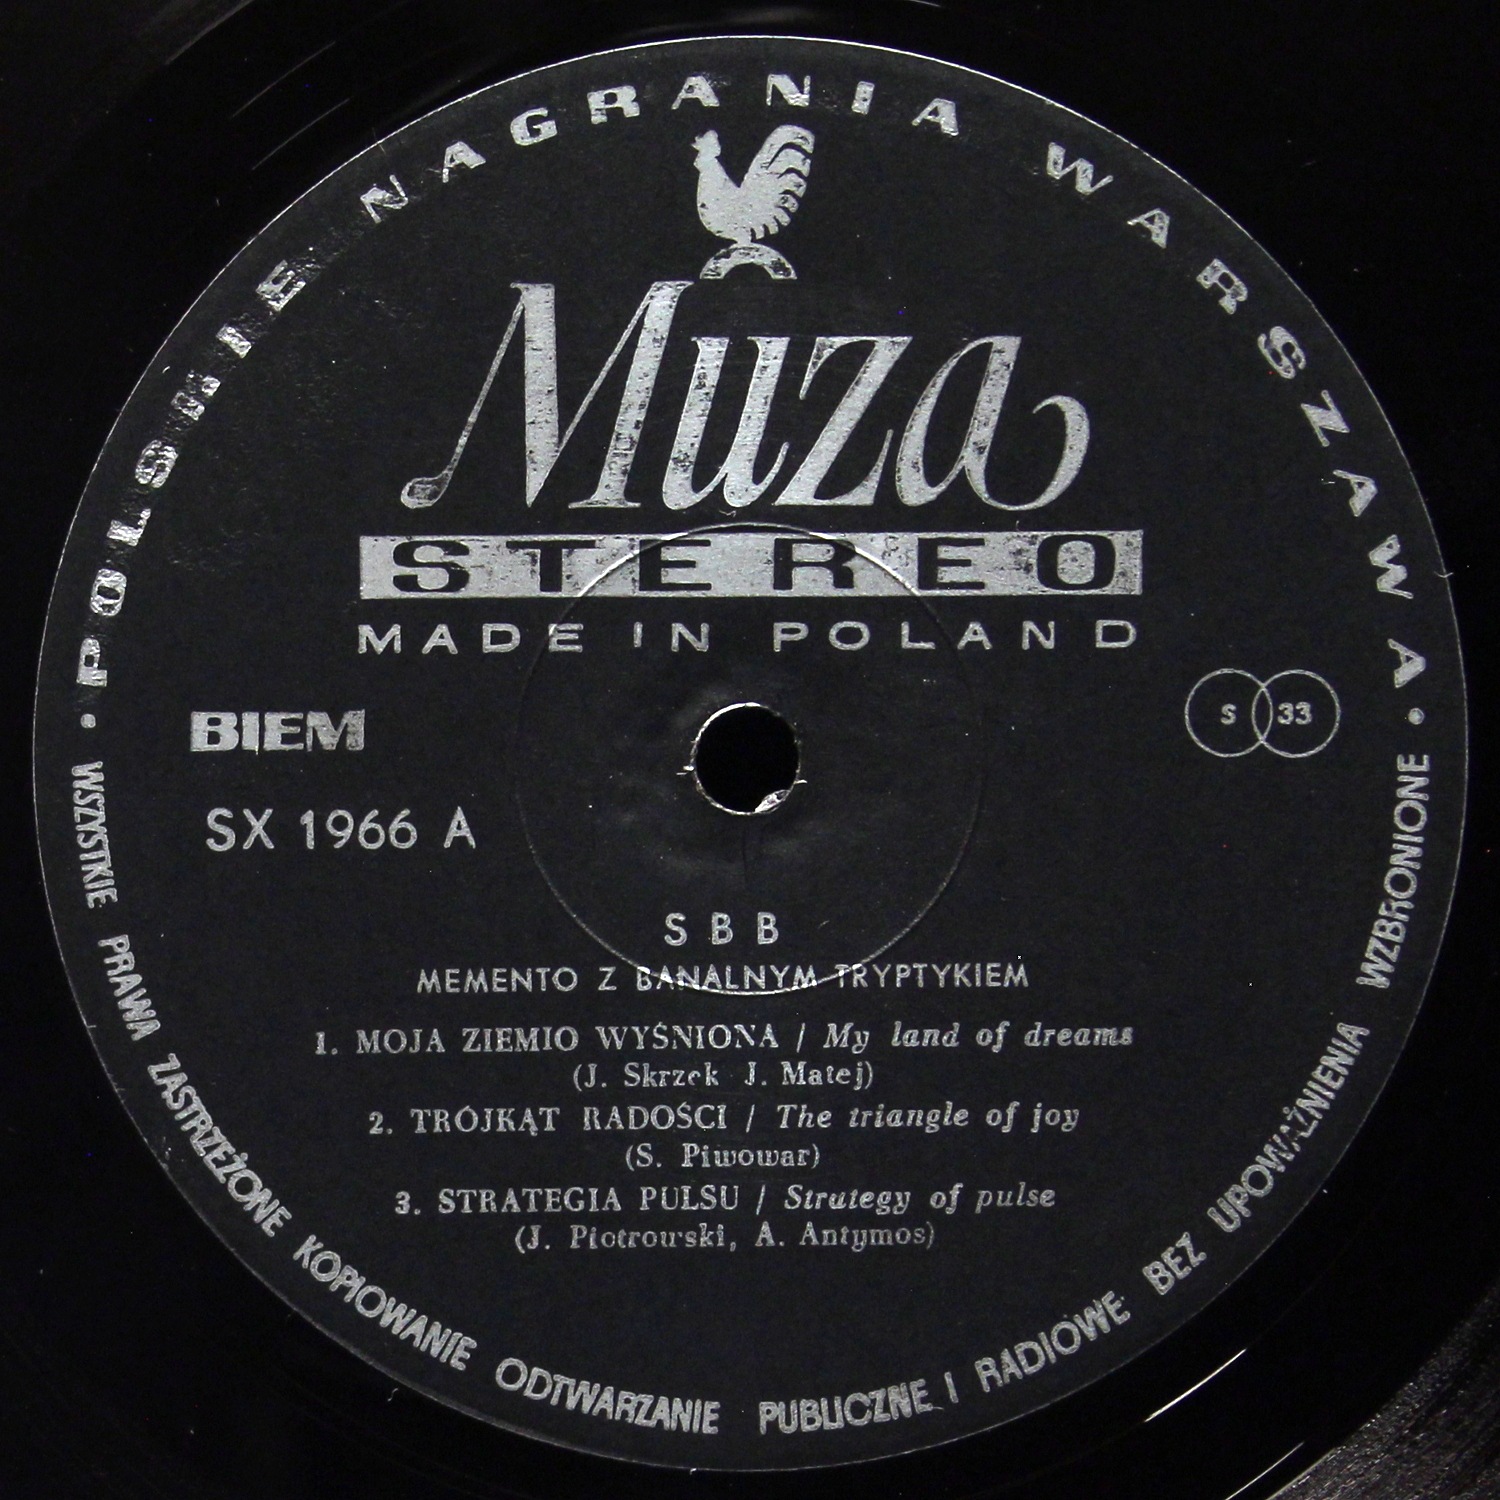 POLSKIE NAGRANIA WARSZAWA
Muza
STEREO
MADE IN POLAND
BIEM
S 33
SX 1966 A
SBB
MEMENTO Z BANALNYM TRYPTYKIEM
1. MOJA ZIEMIO WYŚNIONA / My land of dreams
(J. Skrzek J. Matej)
2. TRÓJKĄT RADOŚCI / The triangle of joy
(S. Piwowar)
3. STRATEGIA PULSU / Strategy of pulse
(J. Piotrowski, A. Antymos)
• WSZYSTKIE PRAWA ZASTRZEŻONE KOPIOWANIE ODTWARZANIE PUBLICZNE I RADIOWE BEZ UPOWAŻNIENIA WZBRONIONE •